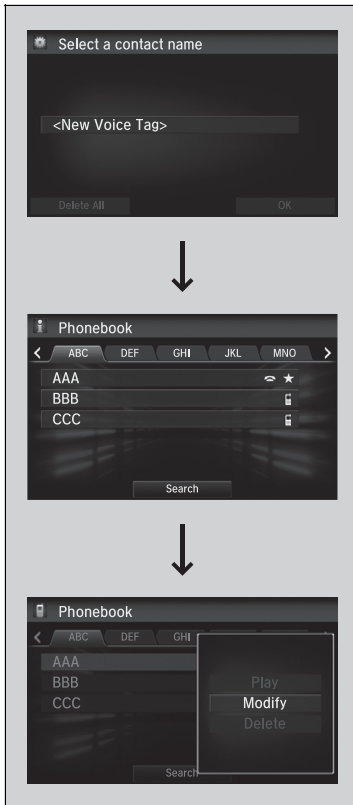 Select a contact name
<New Voice Tag>
Delete All OK
Phonebook
ABC DEF GHI JKL MNO
AAA
BBB
CCC
Search
Phonebook
ABC DEF GHI
AAA
BBB
CCC
Play
Modify
Delete
Search